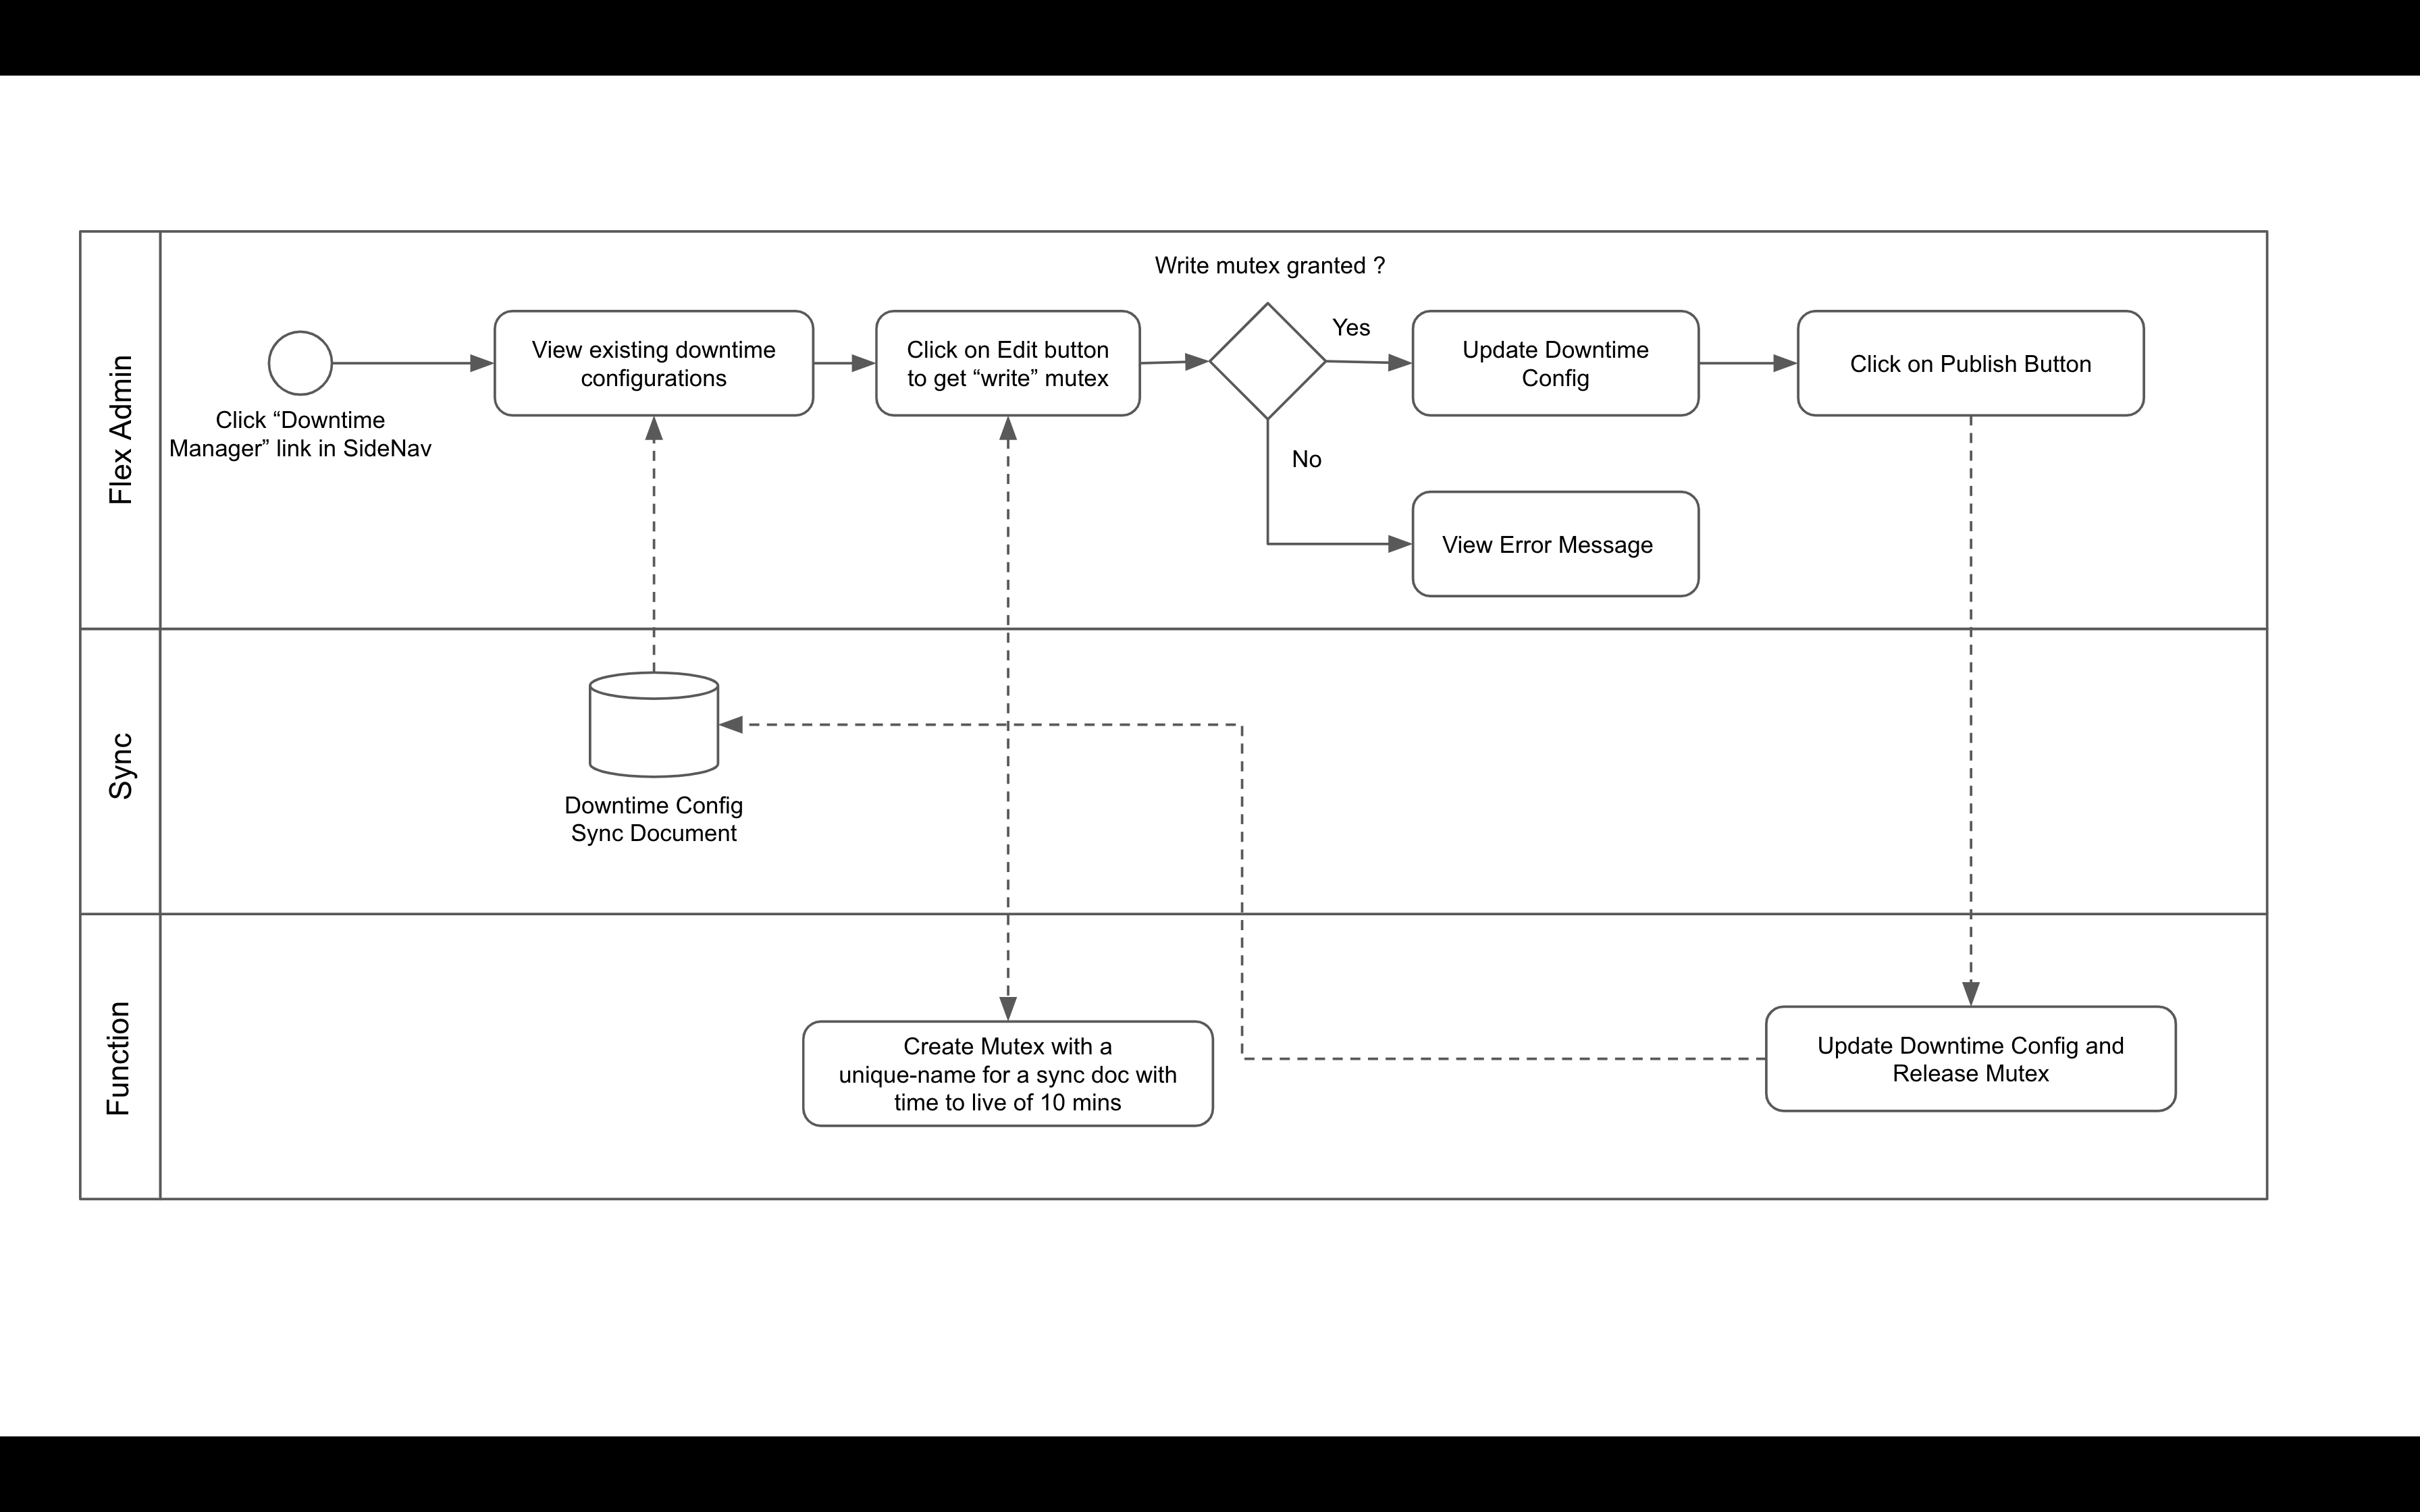 Flex Admin
Click “Downtime
Manager” link in SideNav
View existing downtime
configurations
Click on Edit button
to get “write” mutex
Write mutex granted ?
Yes
No
Update Downtime
Config
Click on Publish Button
View Error Message
Sync
Downtime Config
Sync Document
Function
Create Mutex with a
unique-name for a sync doc with
time to live of 10 mins
Update Downtime Config and
Release Mutex